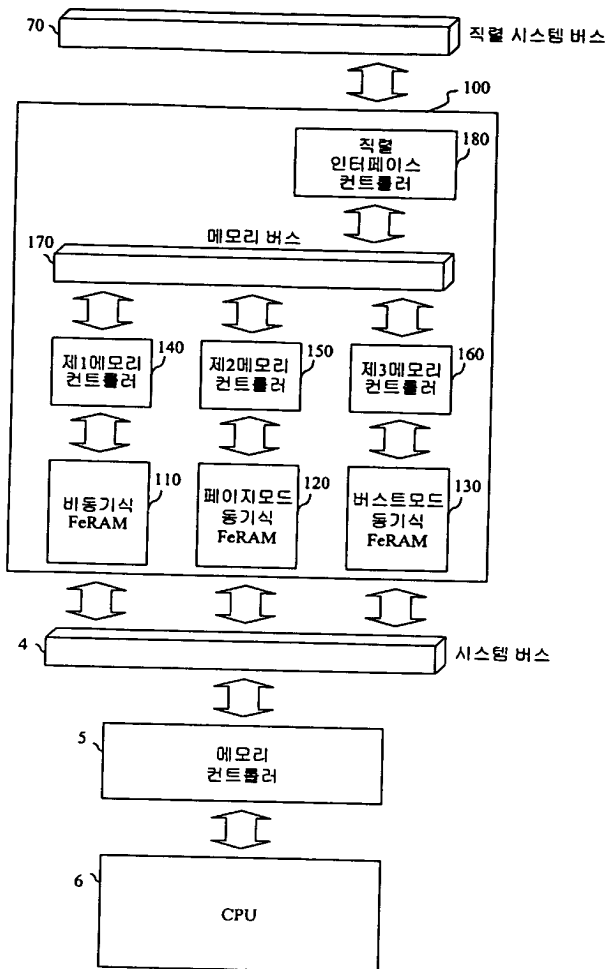 70
직렬 시스템 버스
100
직렬
인터페이스
컨트롤러
180
메모리 버스
170
제1메모리
컨트롤러
140
제2메모리
컨트롤러
150
제3메모리
컨트롤러
160
비동기식
FeRAM
110
페이지모드
동기식
FeRAM
120
버스트모드
동기식
FeRAM
130
4
시스템 버스
5
메모리
컨트롤러
6
CPU